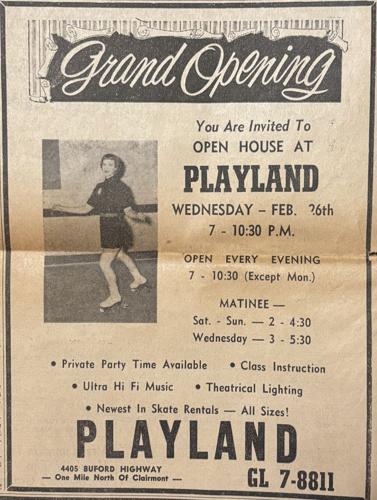 Grand Opening
You Are Invited To
OPEN HOUSE AT
PLAYLAND
WEDNESDAY – FEB. 26th
7 - 10:30 P.M.
OPEN EVERY EVENING
7 - 10:30 (Except Mon.)
MATINEE —
Sat. - Sun. — 2 - 4:30
Wednesday — 3 - 5:30
• Private Party Time Available • Class Instruction
• Ultra Hi Fi Music • Theatrical Lighting
• Newest In Skate Rentals — All Sizes!
PLAYLAND
4405 BUFORD HIGHWAY
— One Mile North Of Clairmont —
GL 7-8811